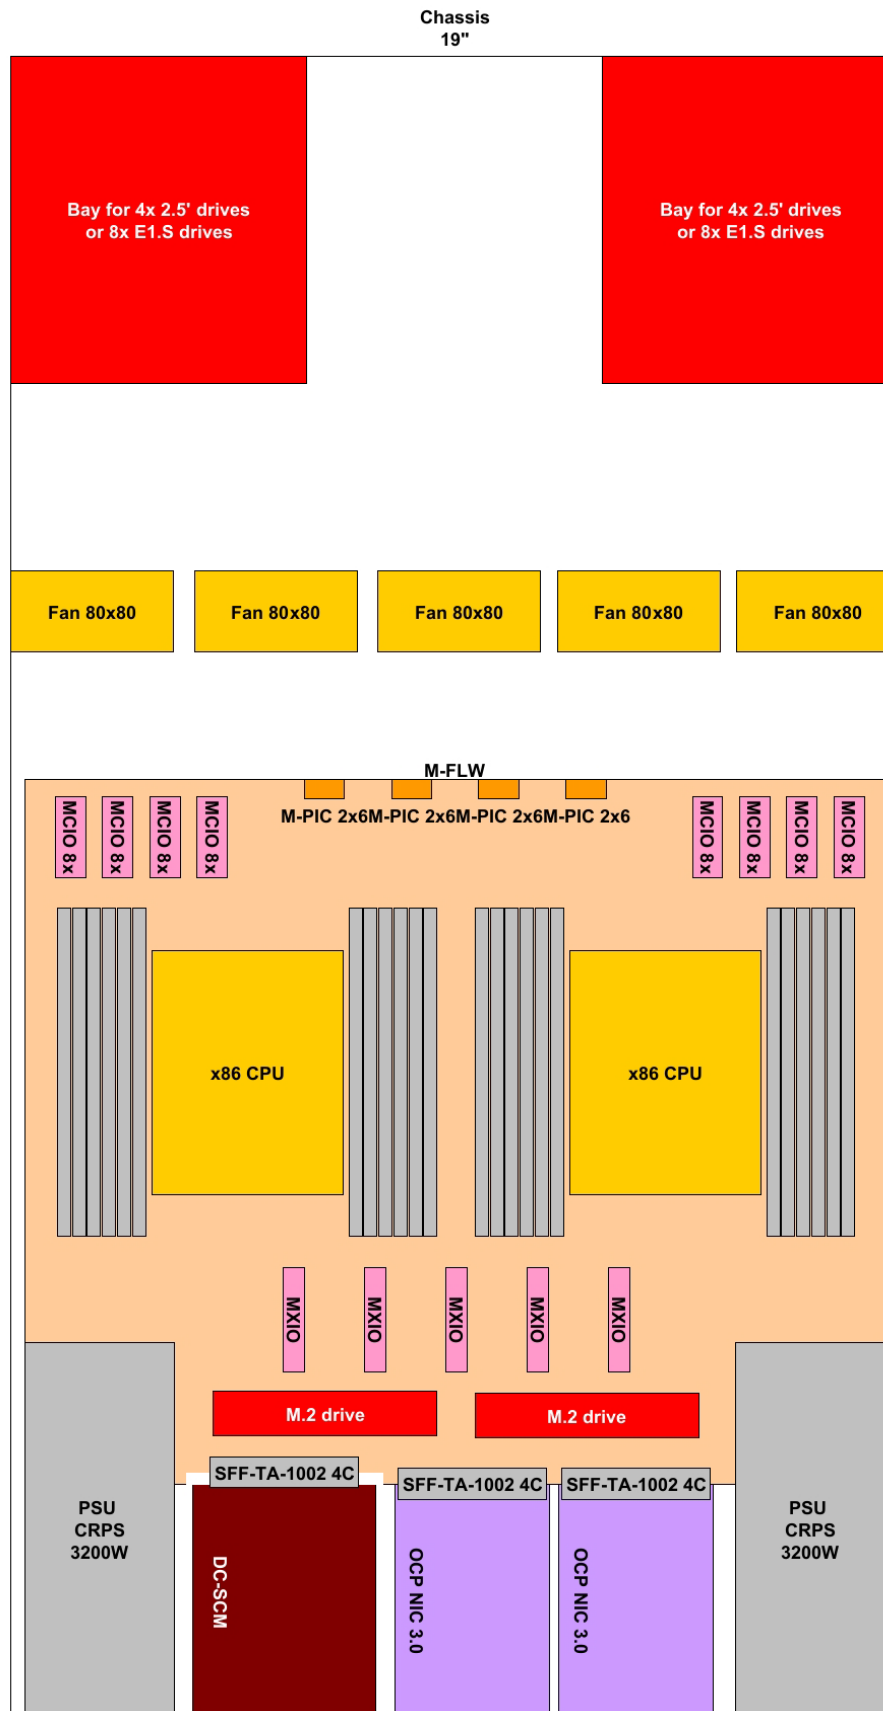 Chassis
19"
Bay for 4x 2.5' drives
or 8x E1.S drives
Bay for 4x 2.5' drives
or 8x E1.S drives
Fan 80x80
Fan 80x80
Fan 80x80
Fan 80x80
Fan 80x80
M-FLW
MCIO 8x
MCIO 8x
MCIO 8x
MCIO 8x
M-PIC 2x6
M-PIC 2x6
M-PIC 2x6
M-PIC 2x6
MCIO 8x
MCIO 8x
MCIO 8x
MCIO 8x
x86 CPU
x86 CPU
MXIO
MXIO
MXIO
MXIO
MXIO
M.2 drive
M.2 drive
SFF-TA-1002 4C
SFF-TA-1002 4C
SFF-TA-1002 4C
PSU
CRPS
3200W
DC-SCM
OCP NIC 3.0
OCP NIC 3.0
PSU
CRPS
3200W